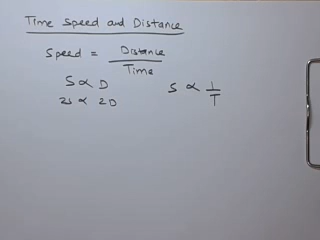 Time Speed and Distance
Speed = Distance / Time
S ∝ D
S ∝ 1 / T
2S ∝ 2D